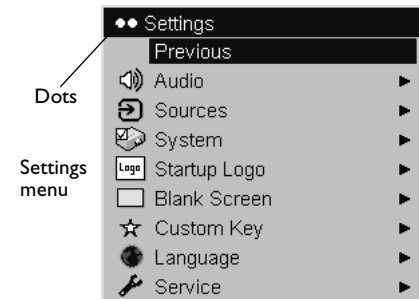 Settings
Previous
Audio
Dots
Sources
System
Settings
menu
Logo
Startup Logo
Blank Screen
Custom Key
Language
Service